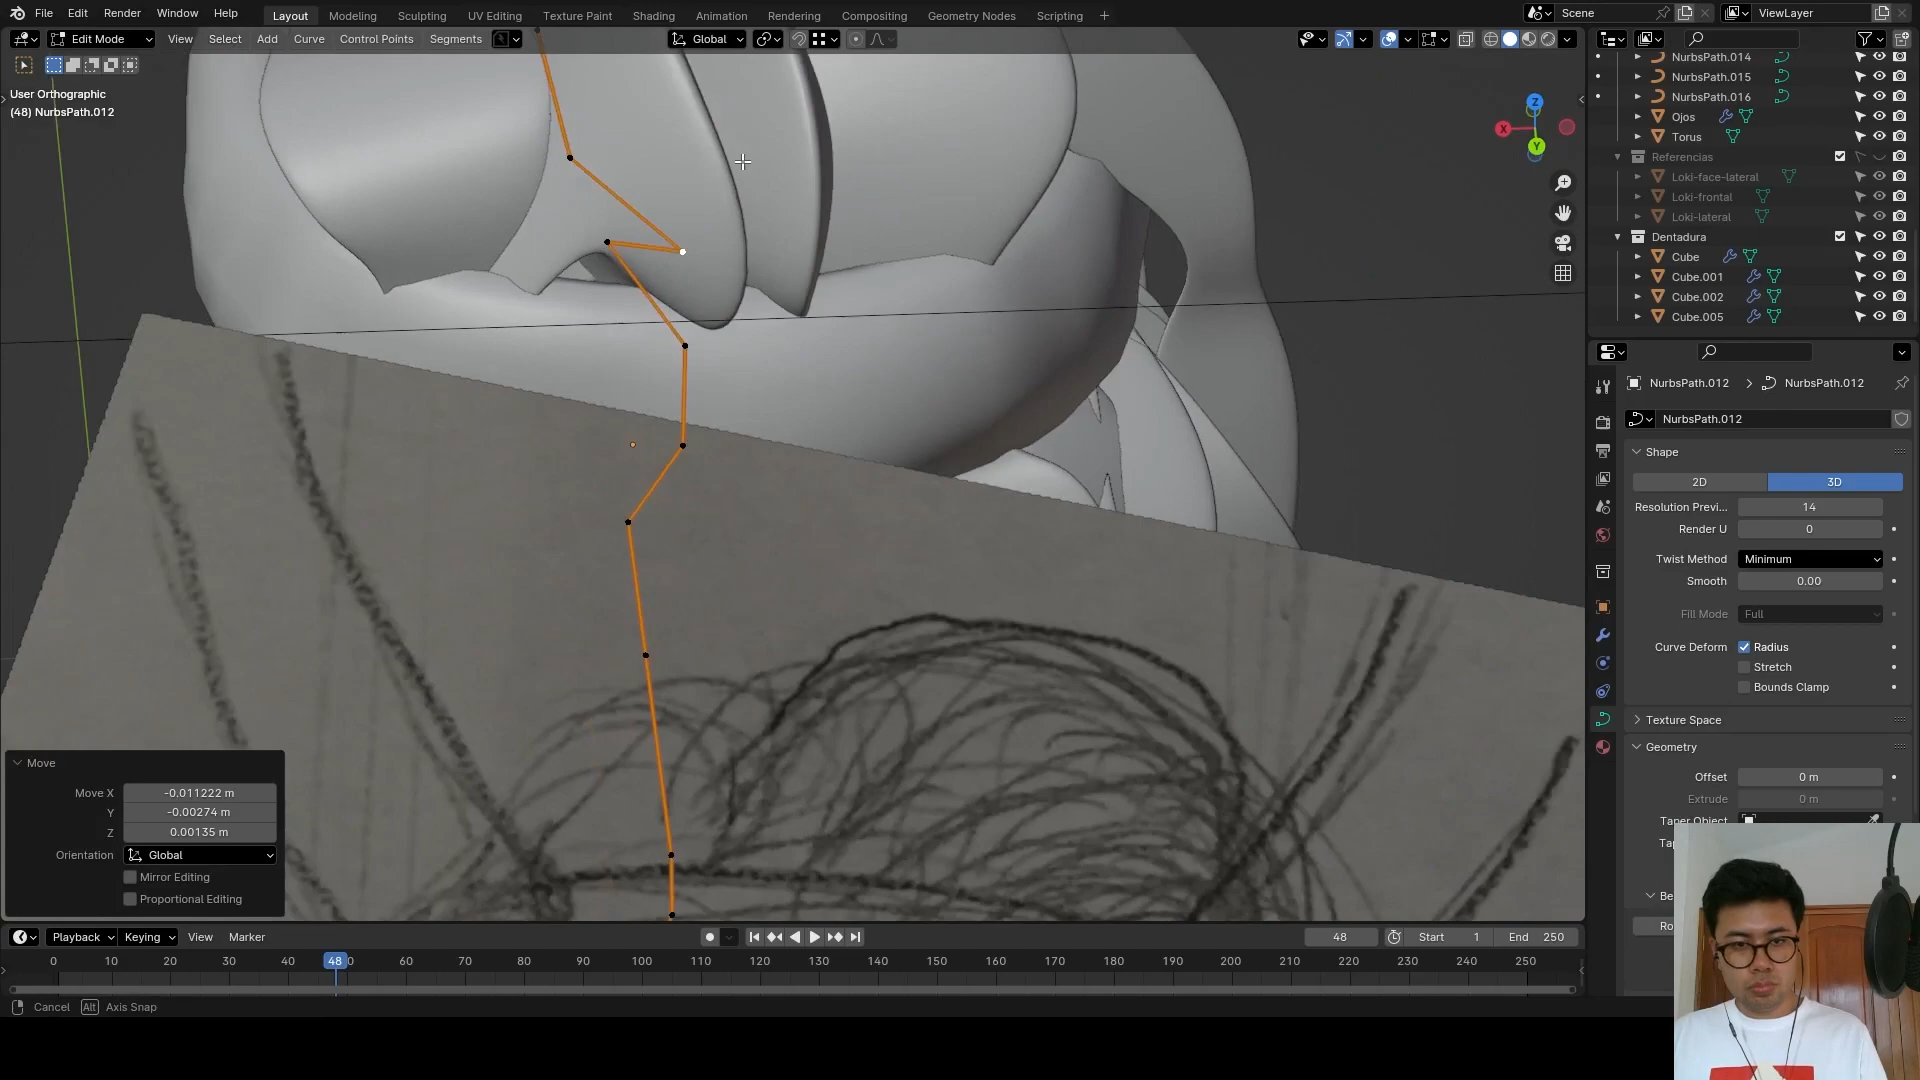 File Edit Render Window Help
Layout Modeling Sculpting UV Editing Texture Paint Shading Animation Rendering Compositing Geometry Nodes Scripting +
Scene
ViewLayer
Edit Mode View Select Add Curve Control Points Segments
Global
User Orthographic
(48) NurbsPath.012
Z
X
Y
NurbsPath.014
NurbsPath.015
NurbsPath.016
Ojos
Torus
Referencias
Loki-face-lateral
Loki-frontal
Loki-lateral
Dentadura
Cube
Cube.001
Cube.002
Cube.005
NurbsPath.012 > NurbsPath.012
NurbsPath.012
Shape
2D 3D
Resolution Previ... 14
Render U 0
Twist Method Minimum
Smooth 0.00
Fill Mode Full
Curve Deform Radius
Stretch
Bounds Clamp
Texture Space
Geometry
Offset 0 m
Extrude 0 m
Taper Object
Ta
Be
Ro
Move
Move X -0.011222 m
Y -0.00274 m
Z 0.00135 m
Orientation Global
Mirror Editing
Proportional Editing
Playback Keying View Marker
48 Start 1 End 250
0 10 20 30 40 48 0 60 70 80 90 100 110 120 130 140 150 160 170 180 190 200 210 220 230 240 250
Cancel Alt Axis Snap